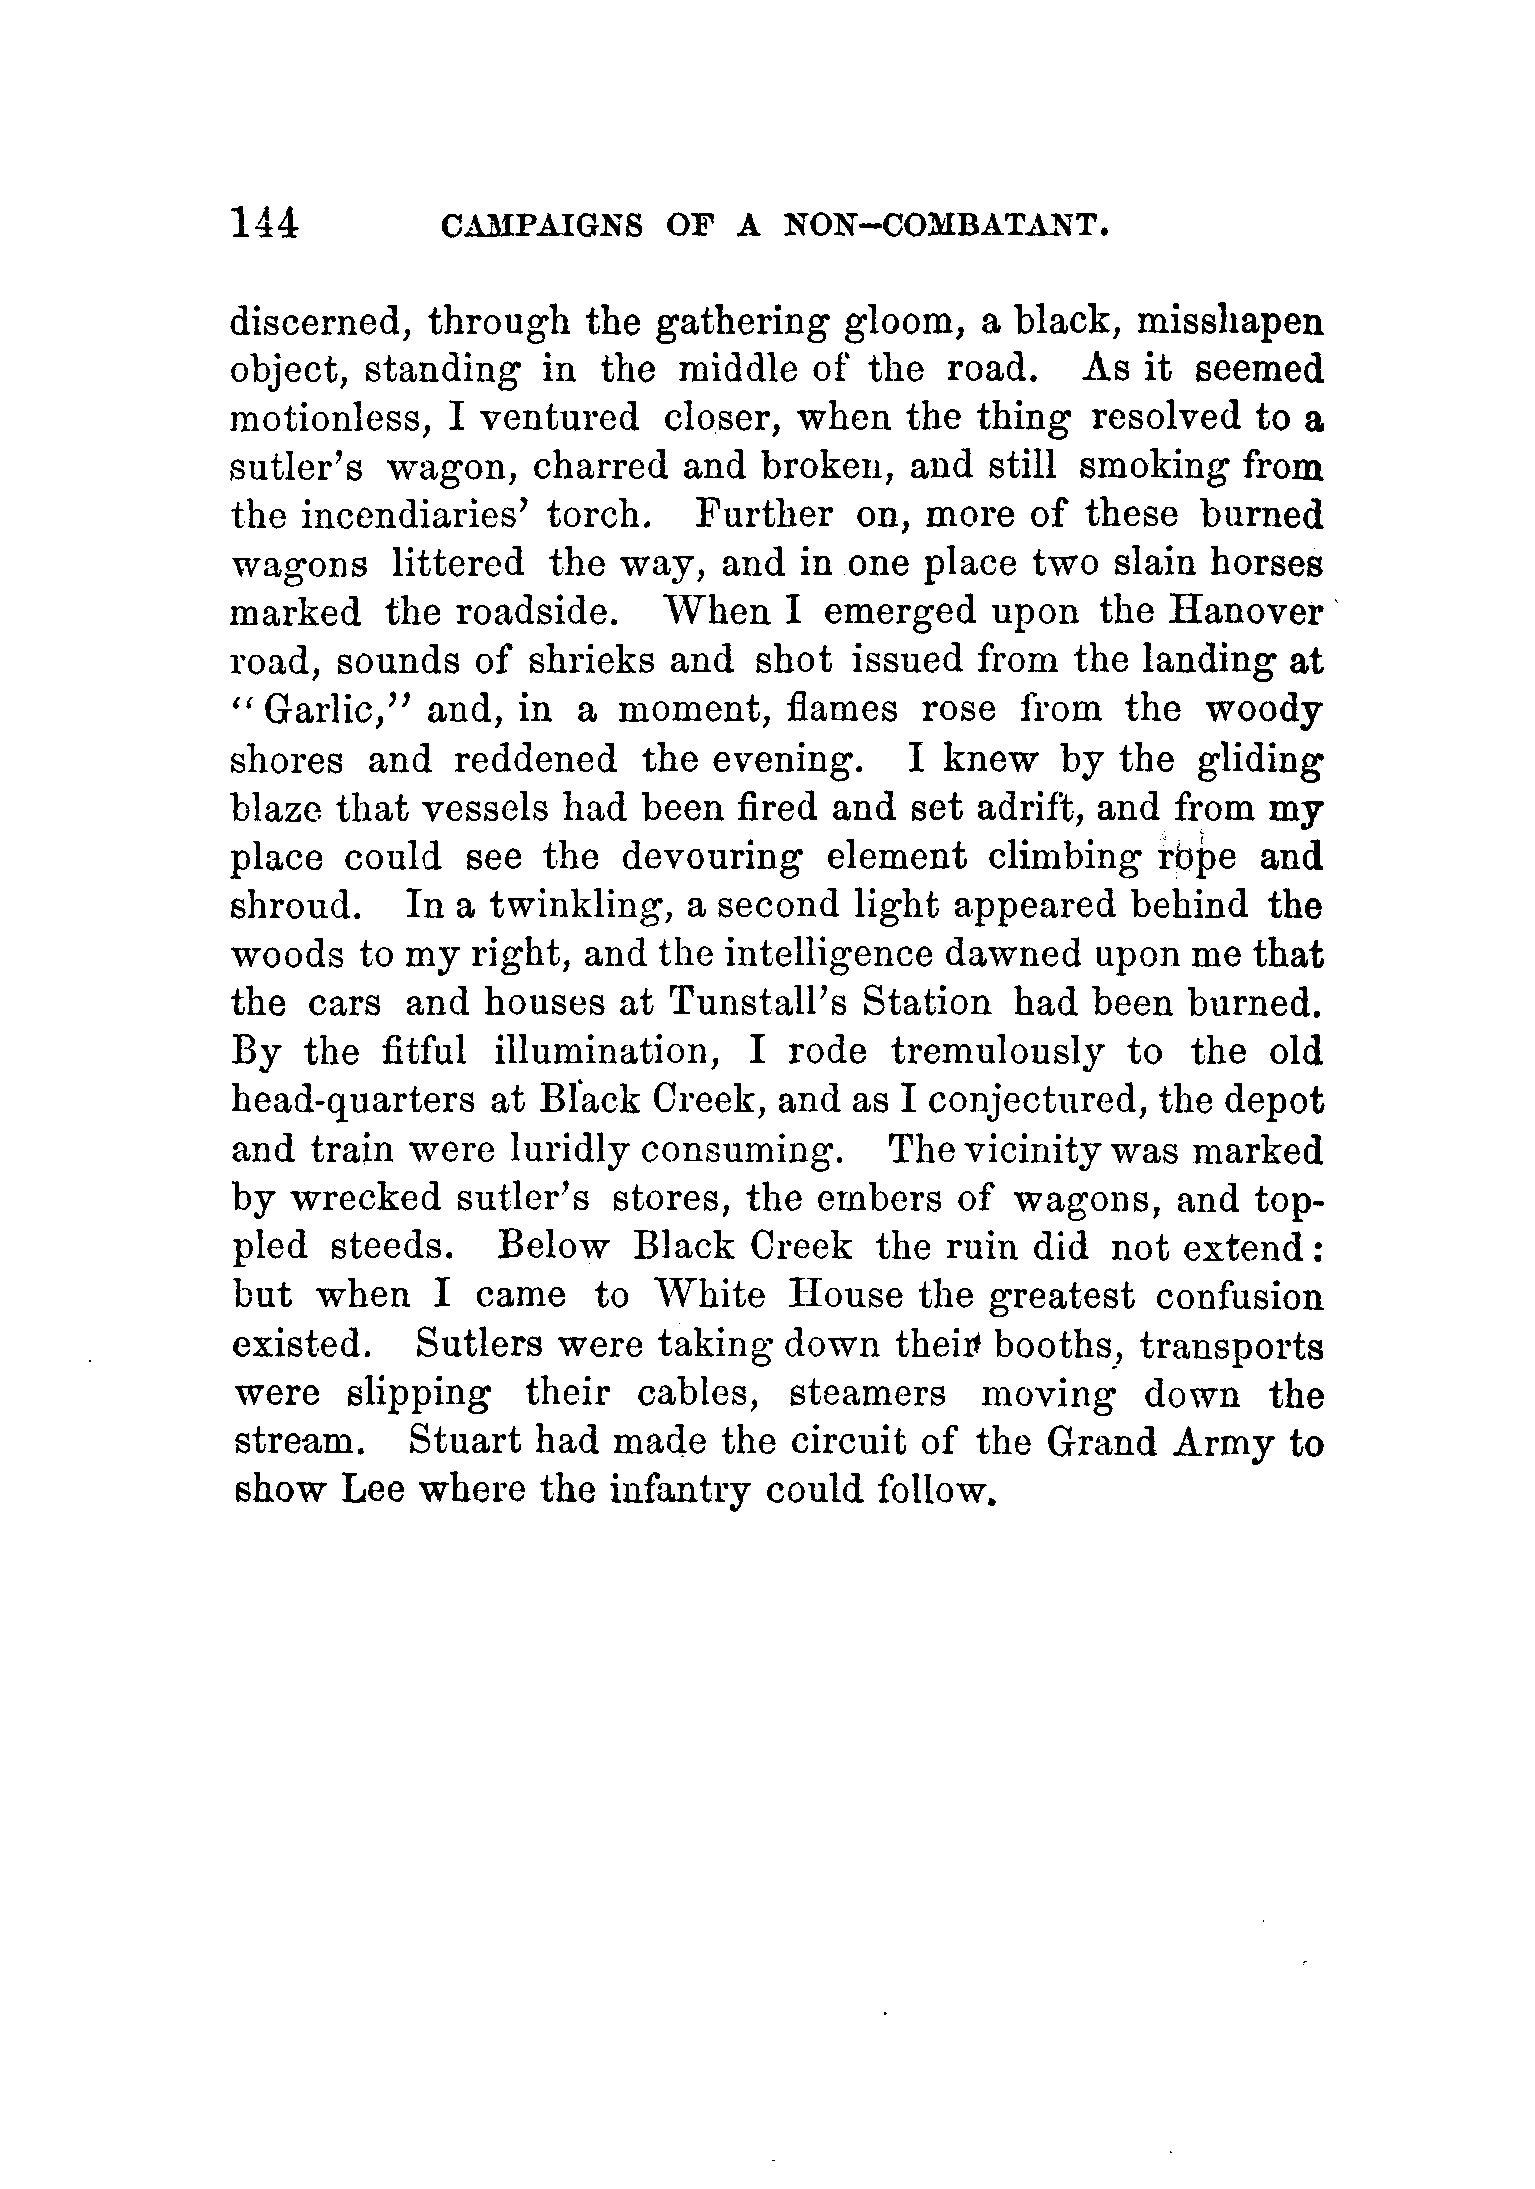 144 CAMPAIGNS OF A NON-COMBATANT.
discerned, through the gathering gloom, a black, misshapen
object, standing in the middle of the road. As it seemed
motionless, I ventured closer, when the thing resolved to a
sutler's wagon, charred and broken, and still smoking from
the incendiaries' torch. Further on, more of these burned
wagons littered the way, and in one place two slain horses
marked the roadside. When I emerged upon the Hanover
road, sounds of shrieks and shot issued from the landing at
"Garlic," and, in a moment, flames rose from the woody
shores and reddened the evening. I knew by the gliding
blaze that vessels had been fired and set adrift, and from my
place could see the devouring element climbing rope and
shroud. In a twinkling, a second light appeared behind the
woods to my right, and the intelligence dawned upon me that
the cars and houses at Tunstall's Station had been burned.
By the fitful illumination, I rode tremulously to the old
head-quarters at Black Creek, and as I conjectured, the depot
and train were luridly consuming. The vicinity was marked
by wrecked sutler's stores, the embers of wagons, and top-
pled steeds. Below Black Creek the ruin did not extend:
but when I came to White House the greatest confusion
existed. Sutlers were taking down their booths, transports
were slipping their cables, steamers moving down the
stream. Stuart had made the circuit of the Grand Army to
show Lee where the infantry could follow.